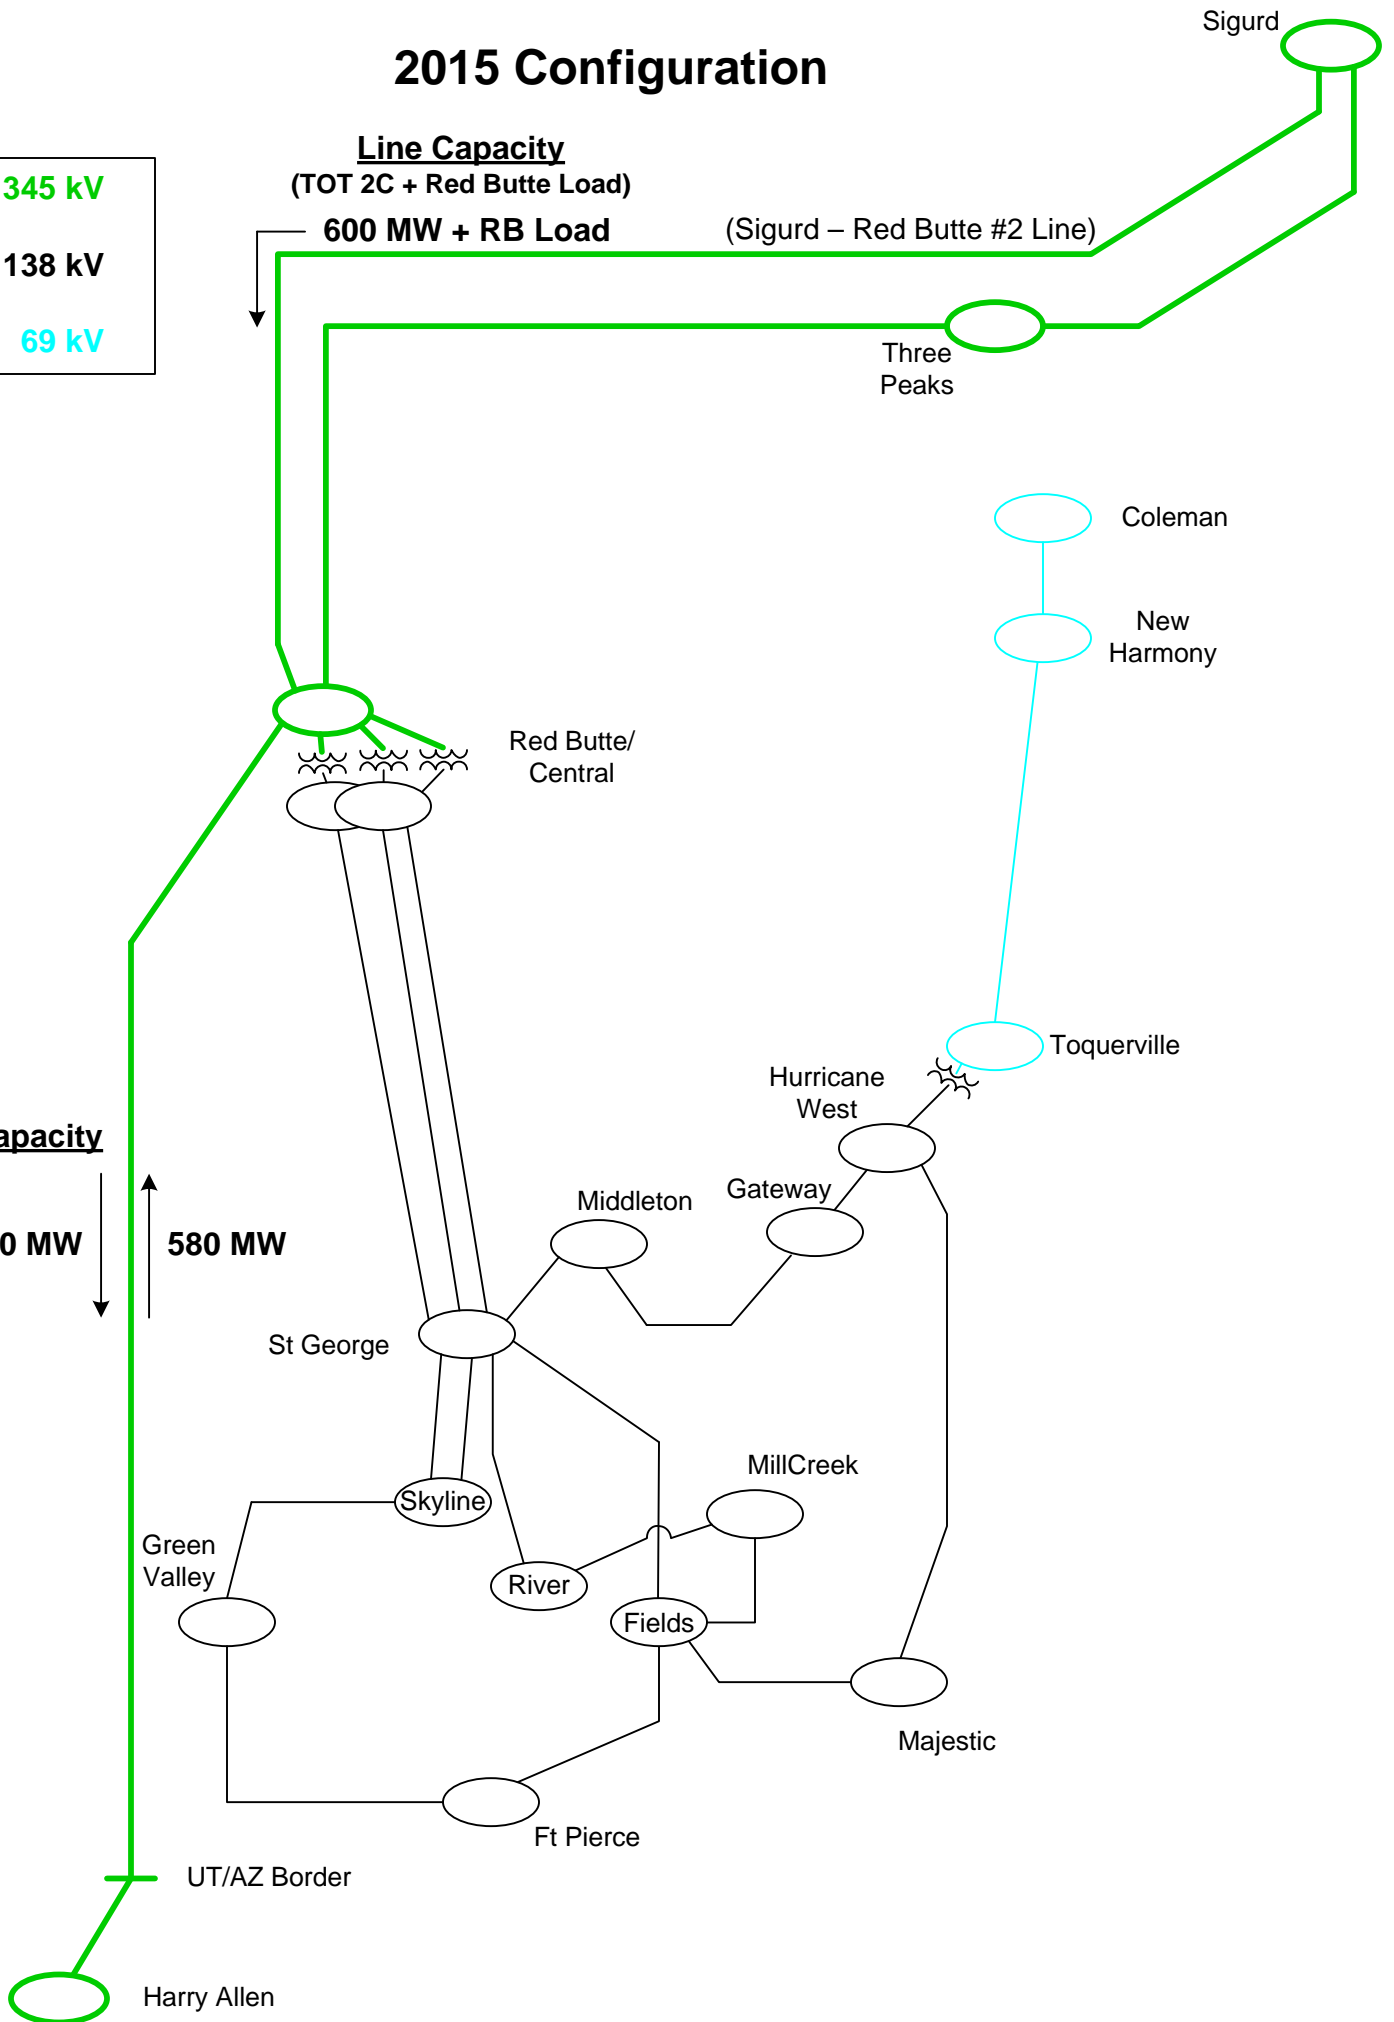 Sigurd
2015 Configuration
Line Capacity
(TOT 2C + Red Butte Load)
600 MW + RB Load
(Sigurd – Red Butte #2 Line)
345 kV
138 kV
69 kV
Three
Peaks
Coleman
New
Harmony
Red Butte/
Central
Toquerville
Hurricane
West
Gateway
Middleton
apacity
0 MW
580 MW
St George
MillCreek
Skyline
Green
Valley
River
Fields
Majestic
Ft Pierce
UT/AZ Border
Harry Allen